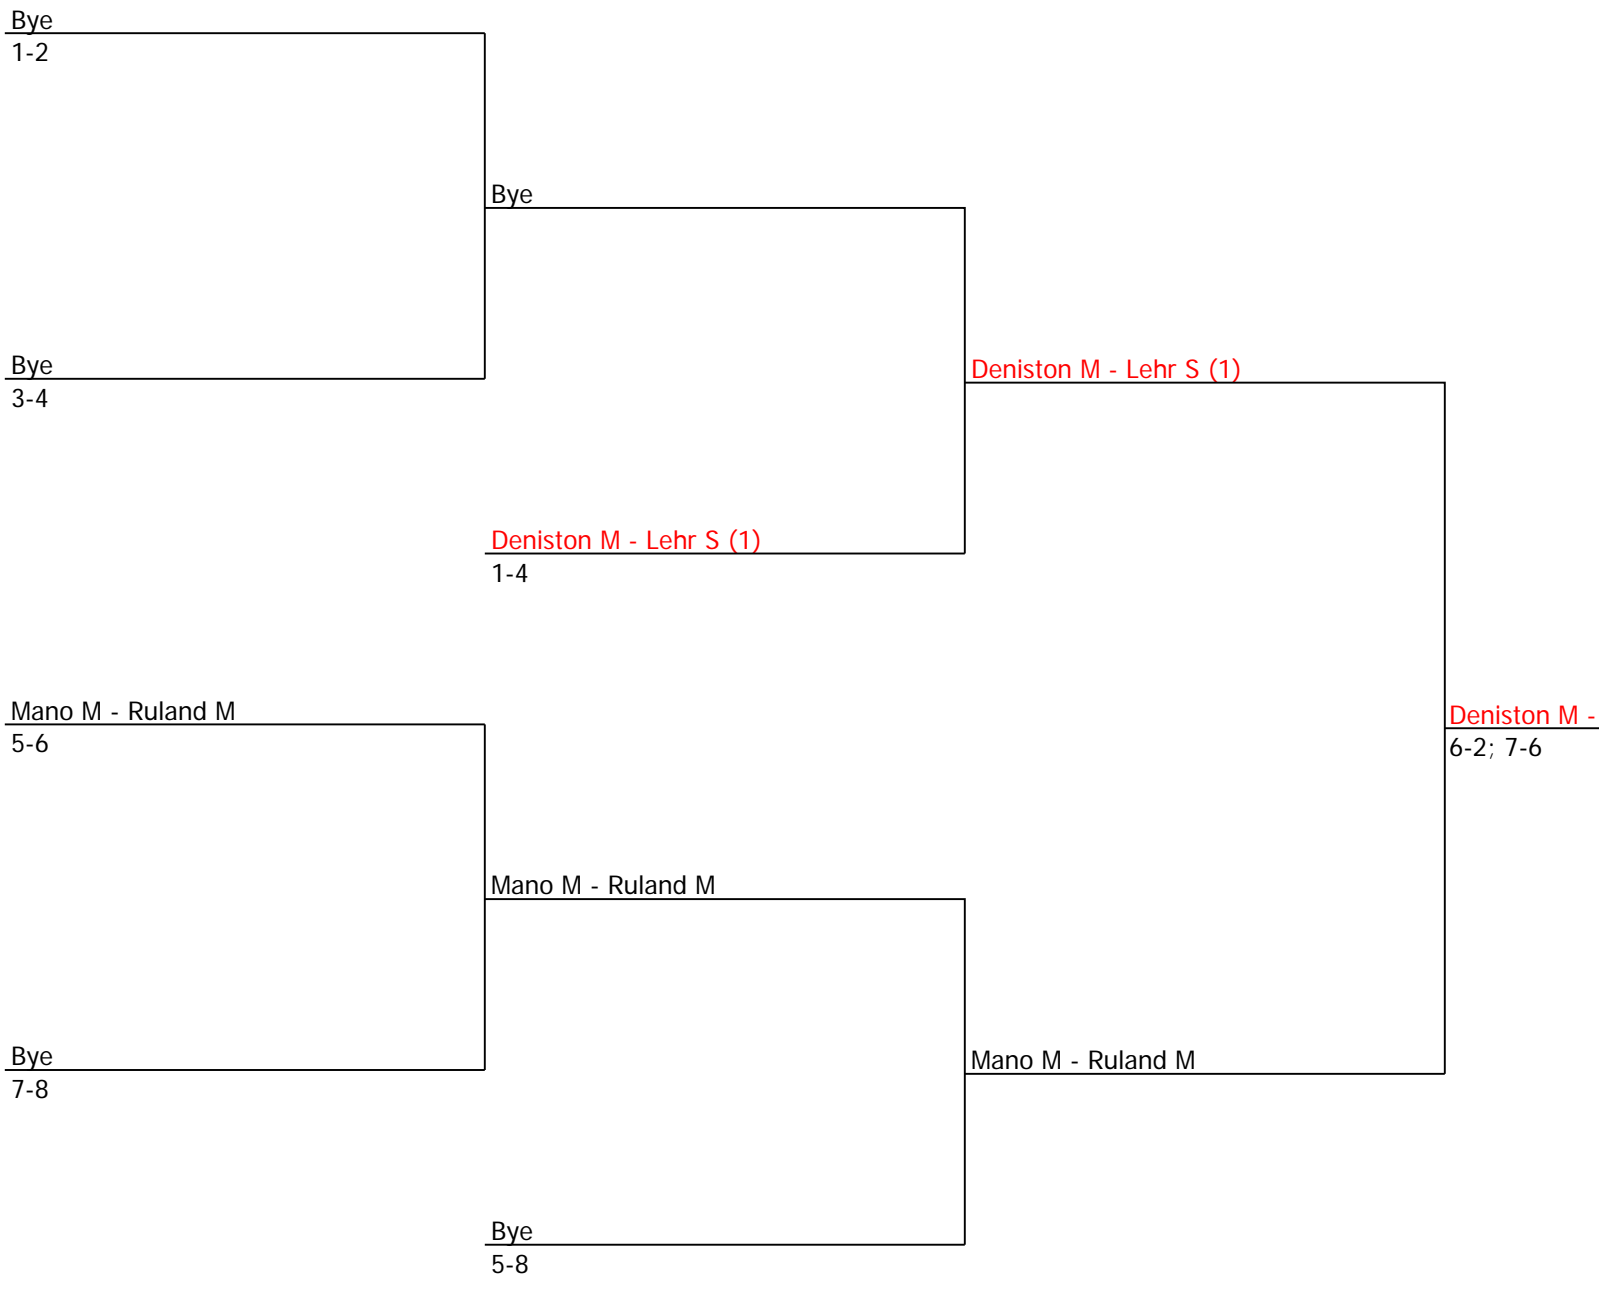 Bye
1-2
Bye
Bye
3-4
Deniston M - Lehr S (1)
Deniston M - Lehr S (1)
1-4
Mano M - Ruland M
5-6
Deniston M -
6-2; 7-6
Mano M - Ruland M
Bye
7-8
Mano M - Ruland M
Bye
5-8